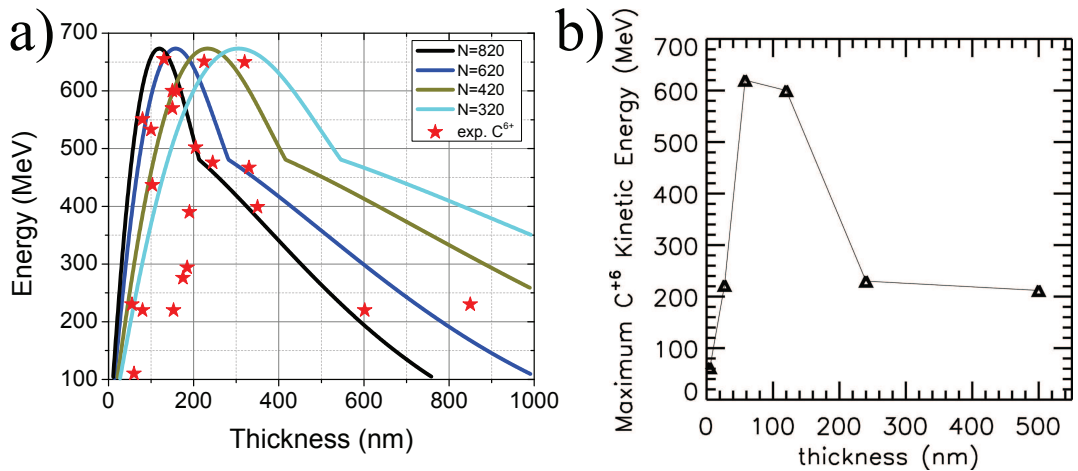 a)
700
600
500
400
300
200
100
Energy (MeV)
0
200
400
600
800
1000
Thickness (nm)
N=820
N=620
N=420
N=320
exp. C⁶⁺
b)
700
600
500
400
300
200
100
0
Maximum C⁺⁶ Kinetic Energy (MeV)
0
100
200
300
400
500
thickness (nm)